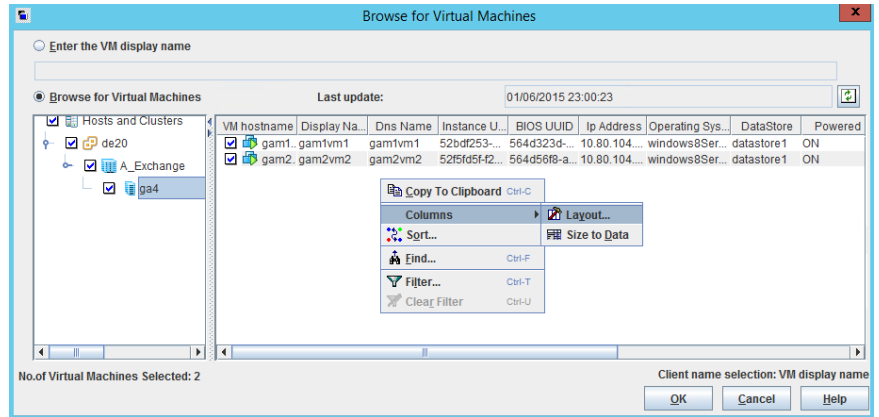 Browse for Virtual Machines
x
Enter the VM display name
Browse for Virtual Machines Last update: 01/06/2015 23:00:23
Hosts and Clusters
de20
A_Exchange
ga4
VM hostname Display Na... Dns Name Instance U... BIOS UUID Ip Address Operating Sys... DataStore Powered
gam1... gam1vm1 gam1vm1 52bdf253-... 564d323d-... 10.80.104.... windows8Ser... datastore1 ON
gam2. gam2vm2 gam2vm2 52f5fd5f-f2... 564d56f8-a... 10.80.104.... windows8Ser... datastore1 ON
Copy To Clipboard Ctrl-C
Columns Layout...
Sort... Size to Data
Find... Ctrl-F
Filter... Ctrl-T
Clear Filter Ctrl-U
No.of Virtual Machines Selected: 2 Client name selection: VM display name
OK Cancel Help